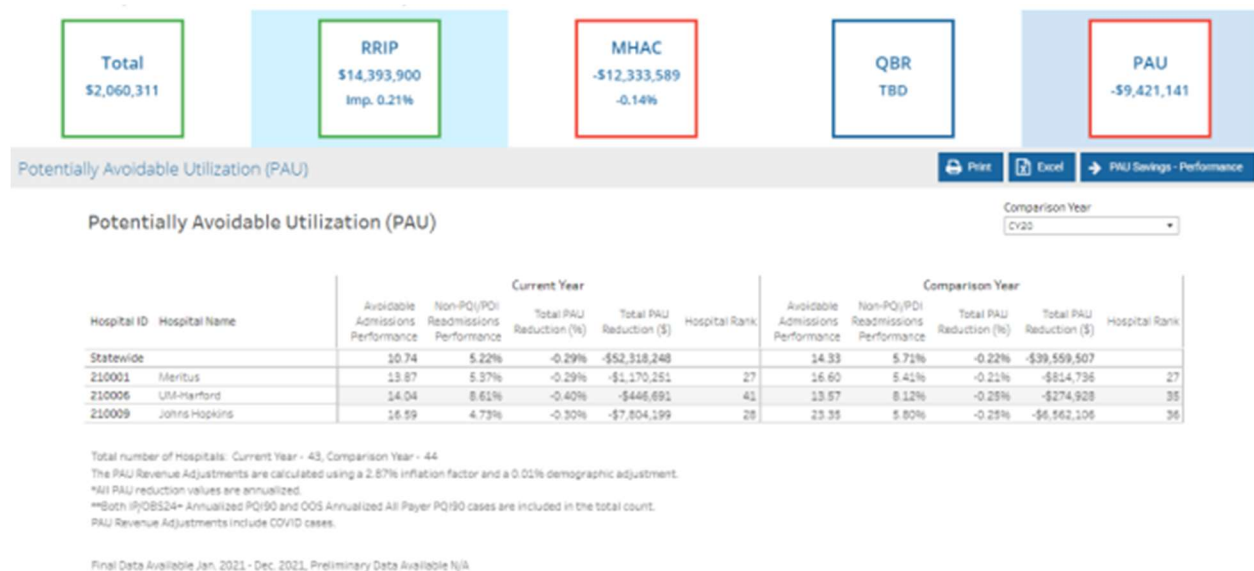 Total
$2,060,311
RRIP
$14,393,900
Imp. 0.21%
MHAC
-$12,333,589
-0.14%
QBR
TBD
PAU
-$9,421,141
Potentially Avoidable Utilization (PAU)
Print
Excel
PAU Savings - Performance
Potentially Avoidable Utilization (PAU)
Comparison Year
CY20
Current Year
Comparison Year
Hospital ID Hospital Name Avoidable Admissions Performance Non-PQI/PDI Readmissions Performance Total PAU Reduction (%) Total PAU Reduction ($) Hospital Rank Avoidable Admissions Performance Non-PQI/PDI Readmissions Performance Total PAU Reduction (%) Total PAU Reduction ($) Hospital Rank
Statewide 10.74 5.22% -0.29% -$52,318,248 14.33 5.71% -0.22% -$39,559,507
210001 Meritus 13.87 5.37% -0.29% -$1,170,251 27 16.60 5.41% -0.21% -$814,736 27
210006 UM-Harford 14.04 8.61% -0.40% -$446,691 41 13.57 8.12% -0.25% -$274,928 35
210009 Johns Hopkins 16.59 4.73% -0.30% -$7,804,199 28 23.35 5.80% -0.25% -$6,562,106 36
Total number of Hospitals: Current Year - 43, Comparison Year - 44
The PAU Revenue Adjustments are calculated using a 2.87% inflation factor and a 0.01% demographic adjustment.
*All PAU reduction values are annualized.
**Both IP/OBS24+ Annualized PQI90 and OOS Annualized All Payer PQI90 cases are included in the total count.
PAU Revenue Adjustments include COVID cases.
Final Data Available Jan. 2021 - Dec. 2021, Preliminary Data Available N/A